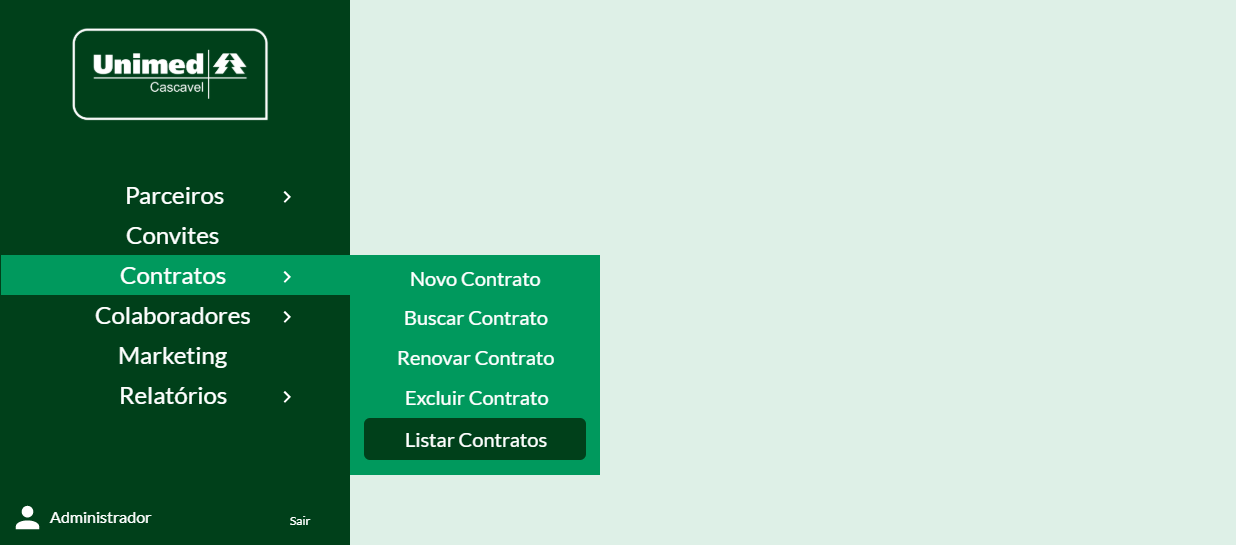 Unimed
Cascavel
Parceiros
Convites
Contratos
Novo Contrato
Buscar Contrato
Renovar Contrato
Excluir Contrato
Listar Contratos
Colaboradores
Marketing
Relatórios
Administrador
Sair